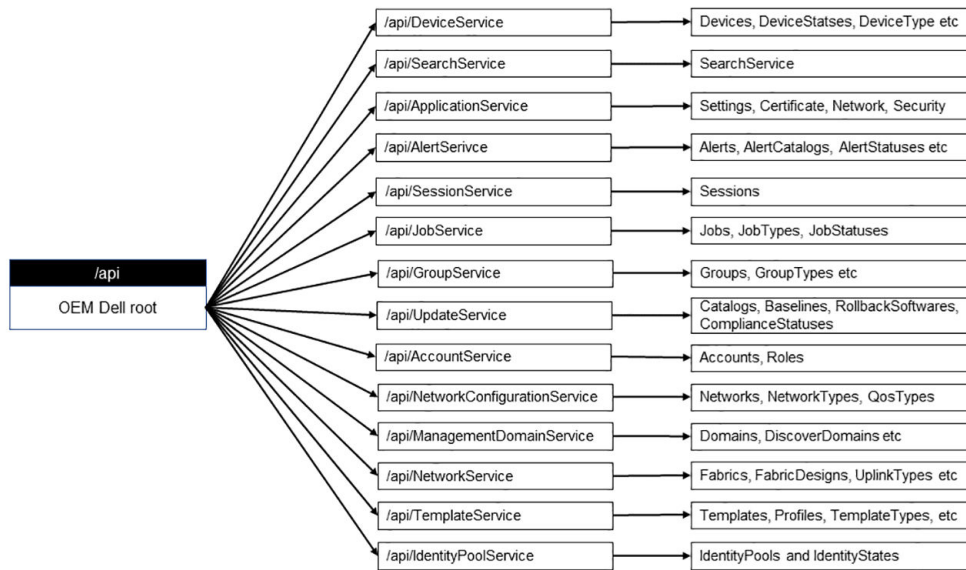 /api/DeviceService
Devices, DeviceStatses, DeviceType etc
/api/SearchService
SearchService
/api/ApplicationService
Settings, Certificate, Network, Security
/api/AlertSerivce
Alerts, AlertCatalogs, AlertStatuses etc
/api/SessionService
Sessions
/api/JobService
Jobs, JobTypes, JobStatuses
/api
OEM Dell root
/api/GroupService
Groups, GroupTypes etc
/api/UpdateService
Catalogs, Baselines, RollbackSoftwares,
ComplianceStatuses
/api/AccountService
Accounts, Roles
/api/NetworkConfigurationService
Networks, NetworkTypes, QosTypes
/api/ManagementDomainService
Domains, DiscoverDomains etc
/api/NetworkService
Fabrics, FabricDesigns, UplinkTypes etc
/api/TemplateService
Templates, Profiles, TemplateTypes, etc
/api/IdentityPoolService
IdentityPools and IdentityStates